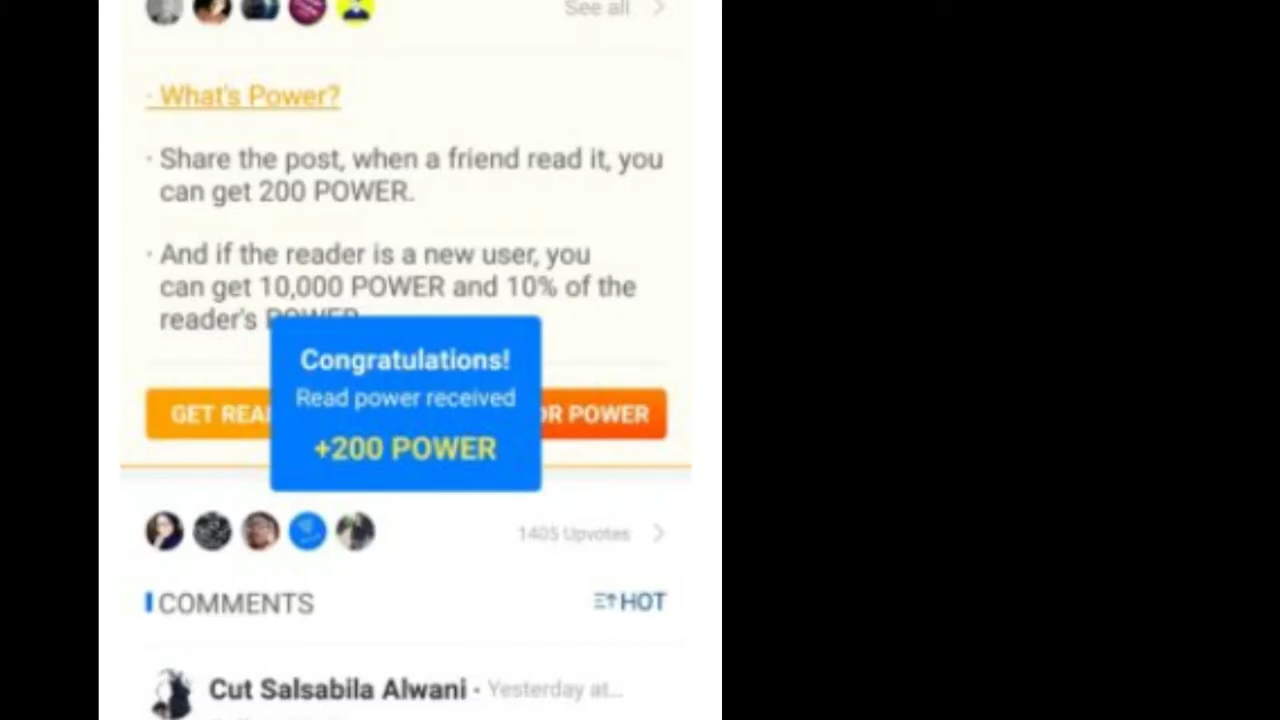 See all
· What's Power?
· Share the post, when a friend read it, you
can get 200 POWER.
· And if the reader is a new user, you
can get 10,000 POWER and 10% of the
reader's POWER
Congratulations!
Read power received
+200 POWER
GET REA
OR POWER
1405 Upvotes
COMMENTS
HOT
Cut Salsabila Alwani · Yesterday at...